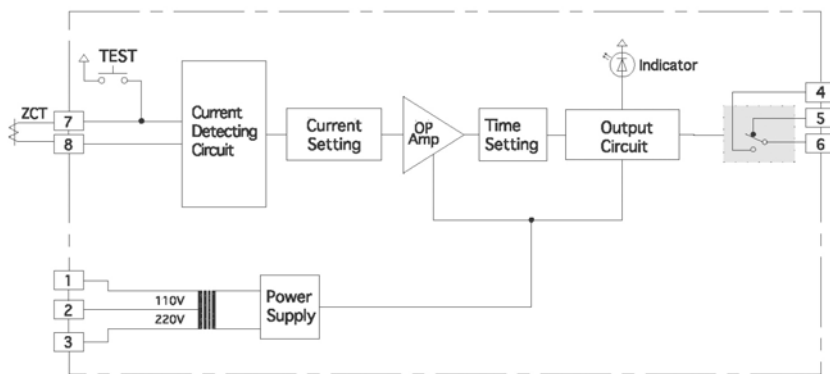 TEST
ZCT
7
8
Current
Detecting
Circuit
Current
Setting
OP
Amp
Time
Setting
Output
Circuit
Indicator
4
5
6
1
2
3
110V
220V
Power
Supply